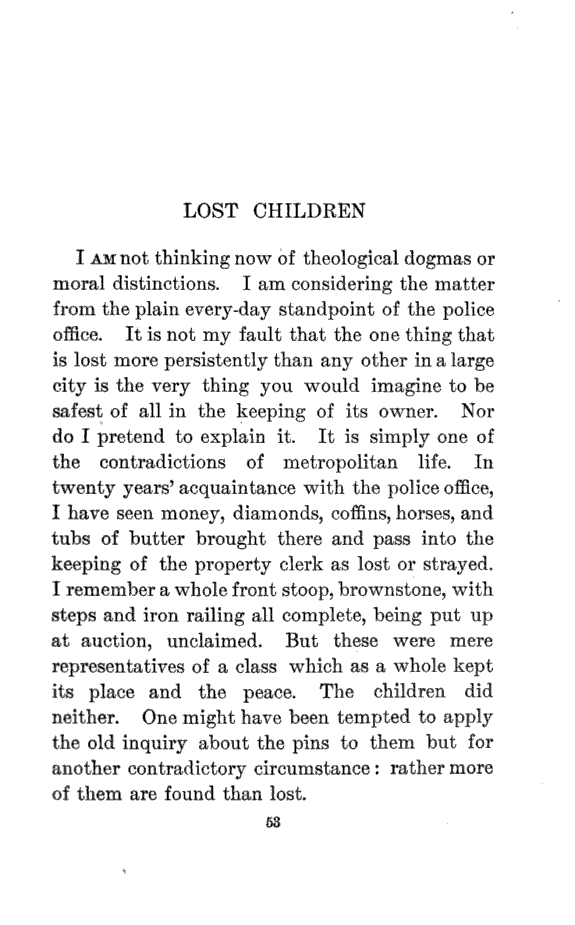 LOST CHILDREN
I AM not thinking now of theological dogmas or
moral distinctions. I am considering the matter
from the plain every-day standpoint of the police
office. It is not my fault that the one thing that
is lost more persistently than any other in a large
city is the very thing you would imagine to be
safest of all in the keeping of its owner. Nor
do I pretend to explain it. It is simply one of
the contradictions of metropolitan life. In
twenty years' acquaintance with the police office,
I have seen money, diamonds, coffins, horses, and
tubs of butter brought there and pass into the
keeping of the property clerk as lost or strayed.
I remember a whole front stoop, brownstone, with
steps and iron railing all complete, being put up
at auction, unclaimed. But these were mere
representatives of a class which as a whole kept
its place and the peace. The children did
neither. One might have been tempted to apply
the old inquiry about the pins to them but for
another contradictory circumstance: rather more
of them are found than lost.
53